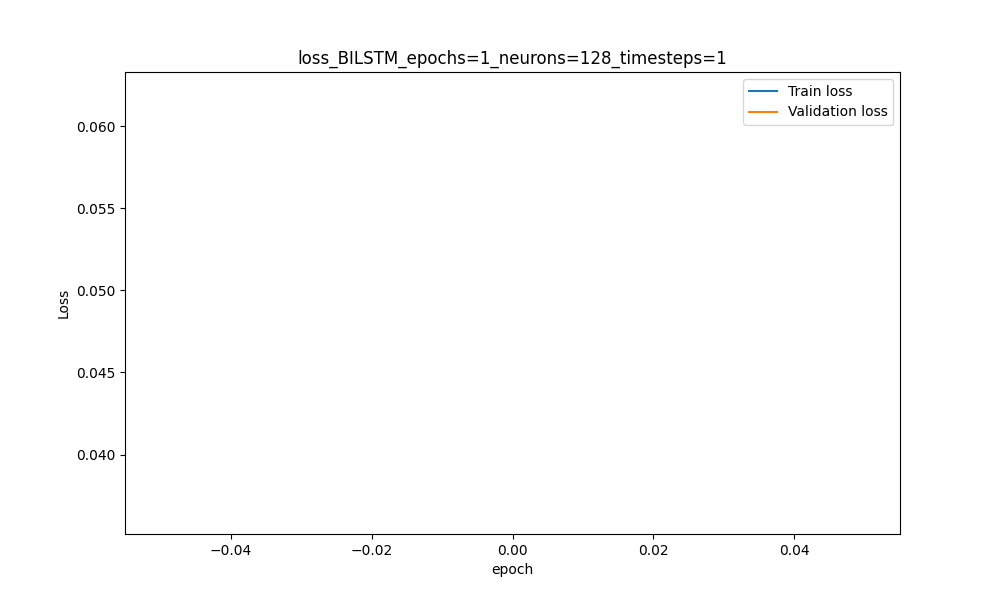 loss_BILSTM_epochs=1_neurons=128_timesteps=1
Train loss
Validation loss
0.060
0.055
0.050
0.045
0.040
Loss
−0.04
−0.02
0.00
0.02
0.04
epoch